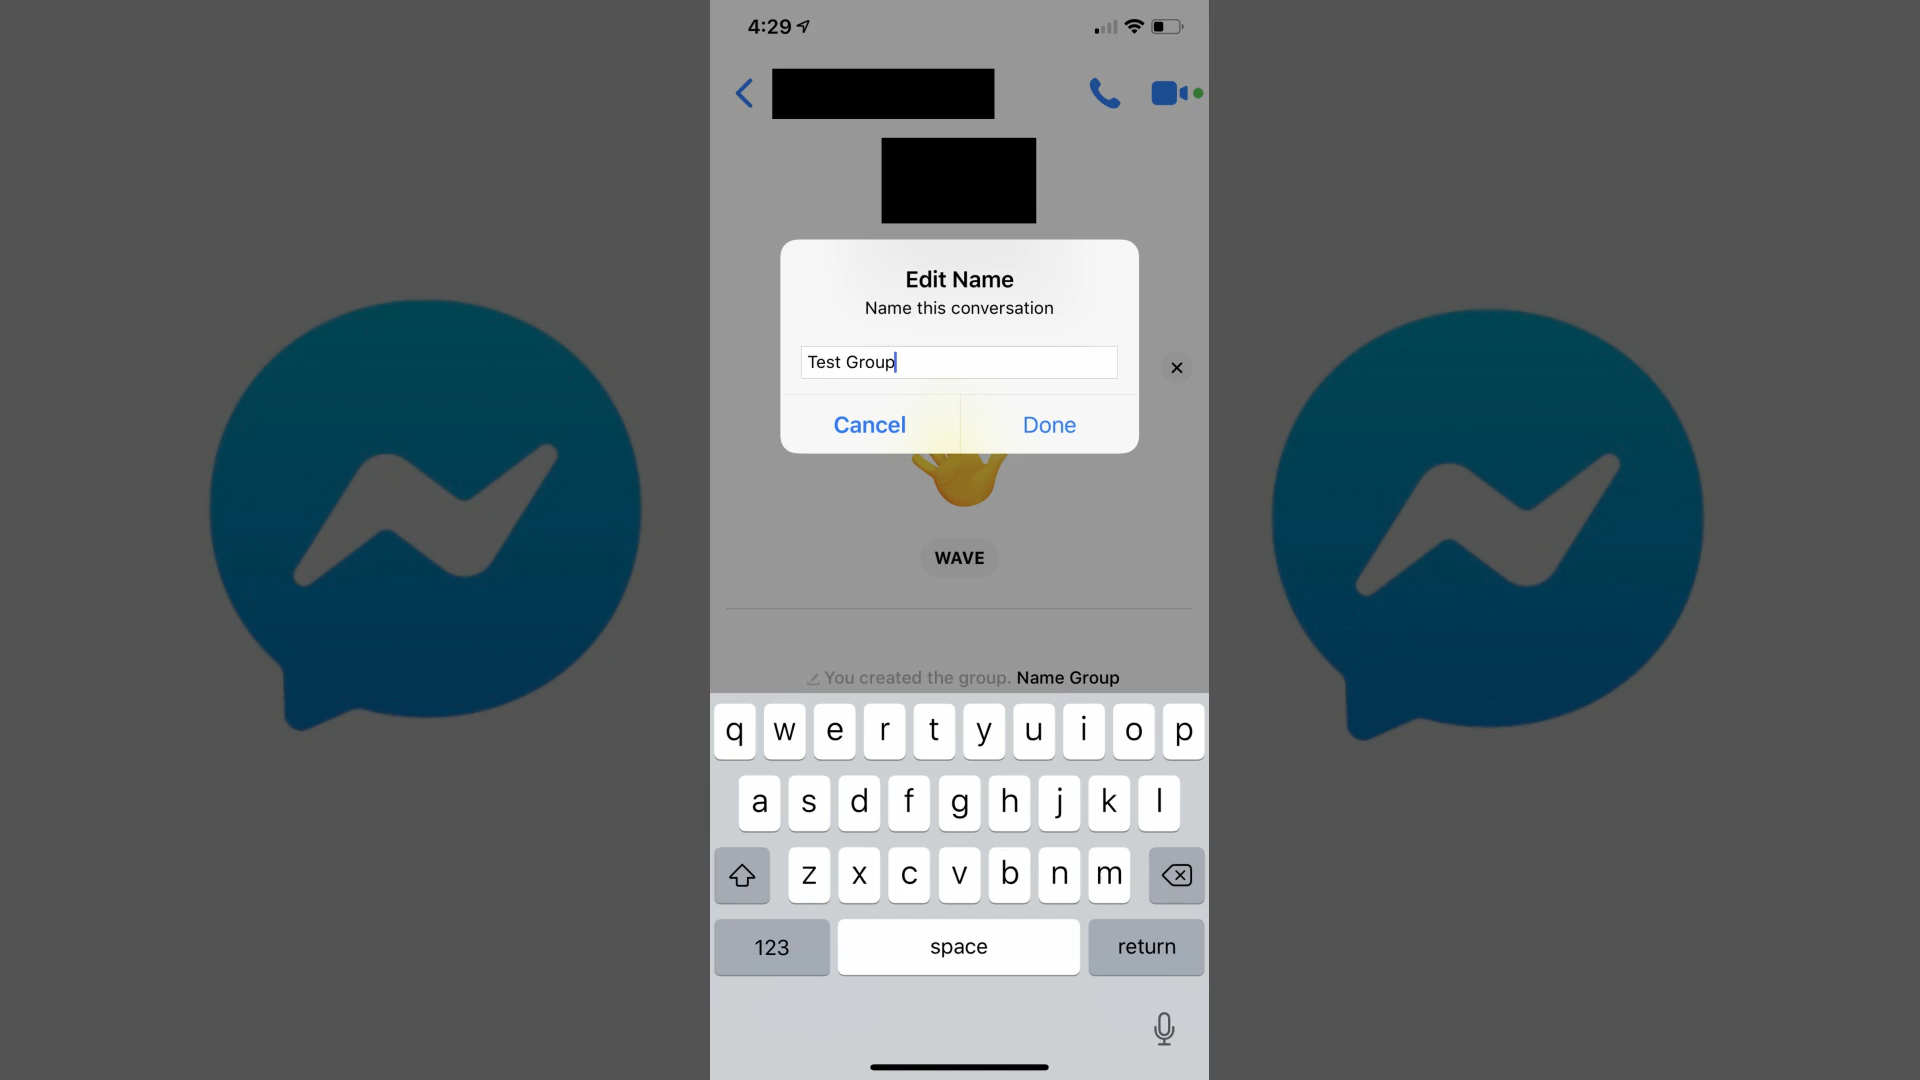 4:29
Edit Name
Name this conversation
Test Group
Cancel Done
WAVE
You created the group. Name Group
q w e r t y u i o p
a s d f g h j k l
z x c v b n m
123 space return